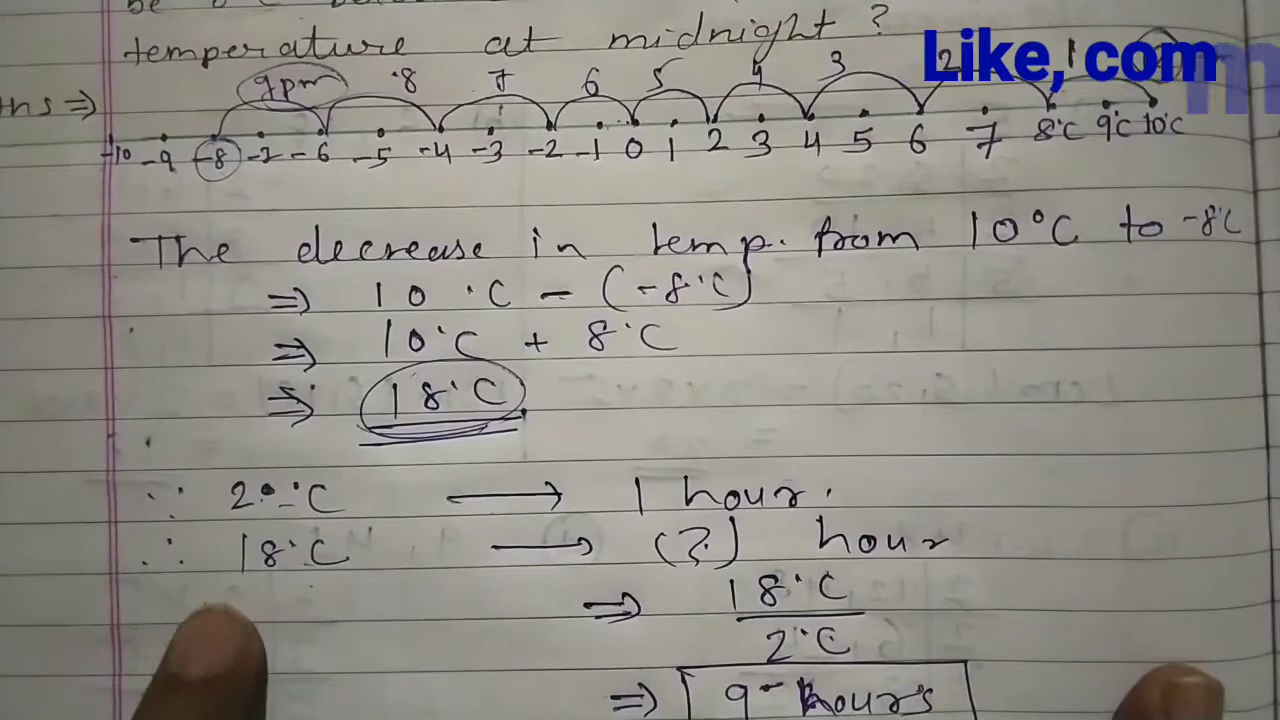 temperature at midnight ?
Like, com
9pm 8 7 6 5 4 3 2 1
ns ⇒
-10 -9 -8 -7 -6 -5 -4 -3 -2 -1 0 1 2 3 4 5 6 7 8°C 9°C 10°C
The decrease in temp. from 10°C to -8°C
⇒ 10°C - (-8°C)
⇒ 10°C + 8°C
⇒ 18°C
∵ 2°C → 1 hour.
∴ 18°C → (?) hour
⇒ 18°C
2°C
⇒ 9 hours